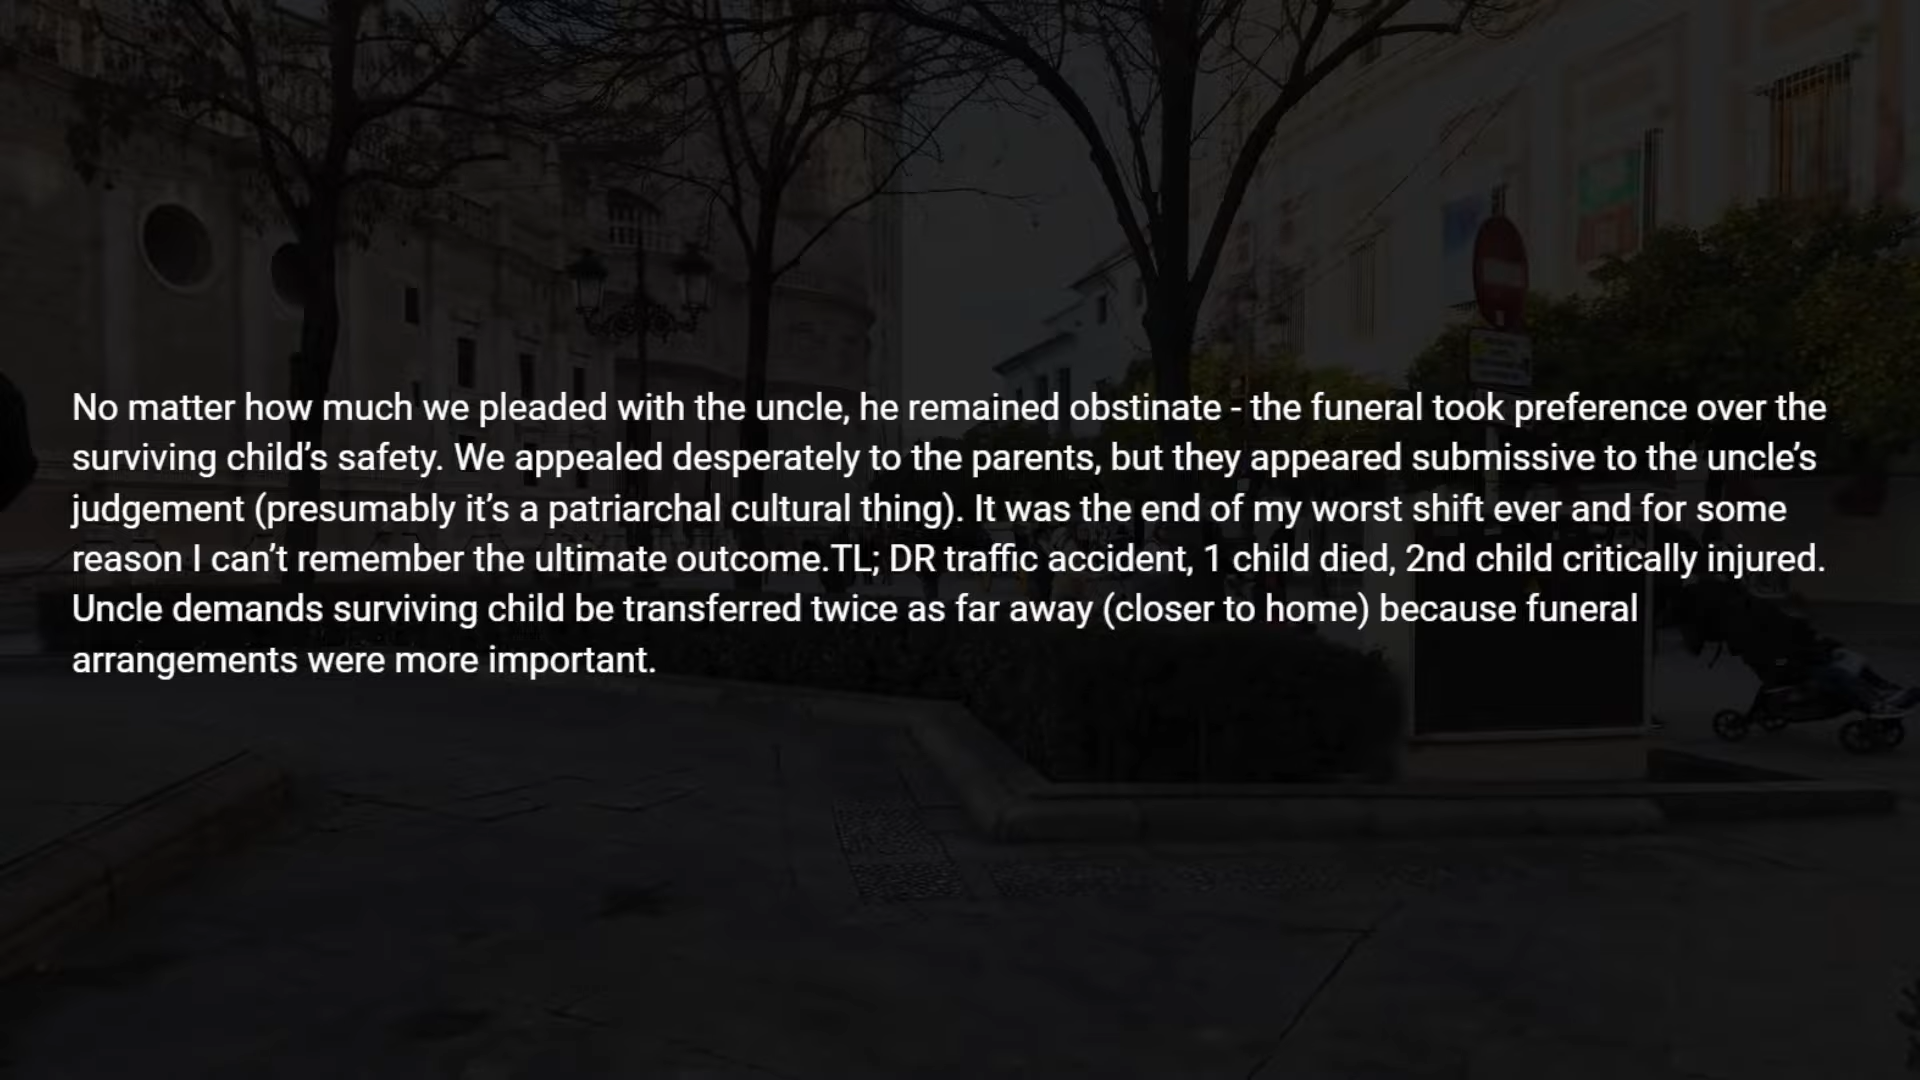 No matter how much we pleaded with the uncle, he remained obstinate - the funeral took preference over the
surviving child’s safety. We appealed desperately to the parents, but they appeared submissive to the uncle’s
judgement (presumably it’s a patriarchal cultural thing). It was the end of my worst shift ever and for some
reason I can’t remember the ultimate outcome.TL; DR traffic accident, 1 child died, 2nd child critically injured.
Uncle demands surviving child be transferred twice as far away (closer to home) because funeral
arrangements were more important.